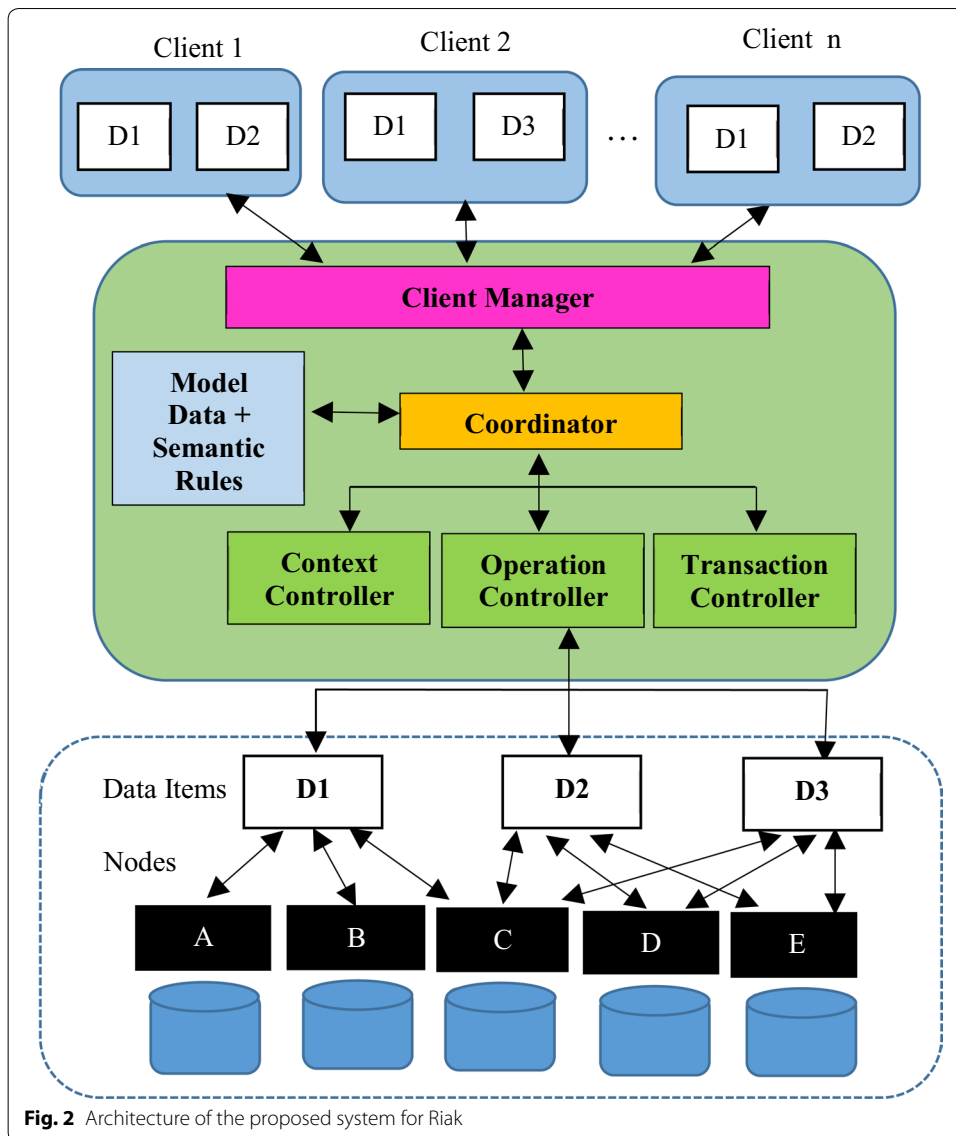 Client 1
Client 2
Client n
D1
D2
D1
D3
...
D1
D2
Client Manager
Model
Data +
Semantic
Rules
Coordinator
Context
Controller
Operation
Controller
Transaction
Controller
Data Items
D1
D2
D3
Nodes
A
B
C
D
E
Fig. 2 Architecture of the proposed system for Riak